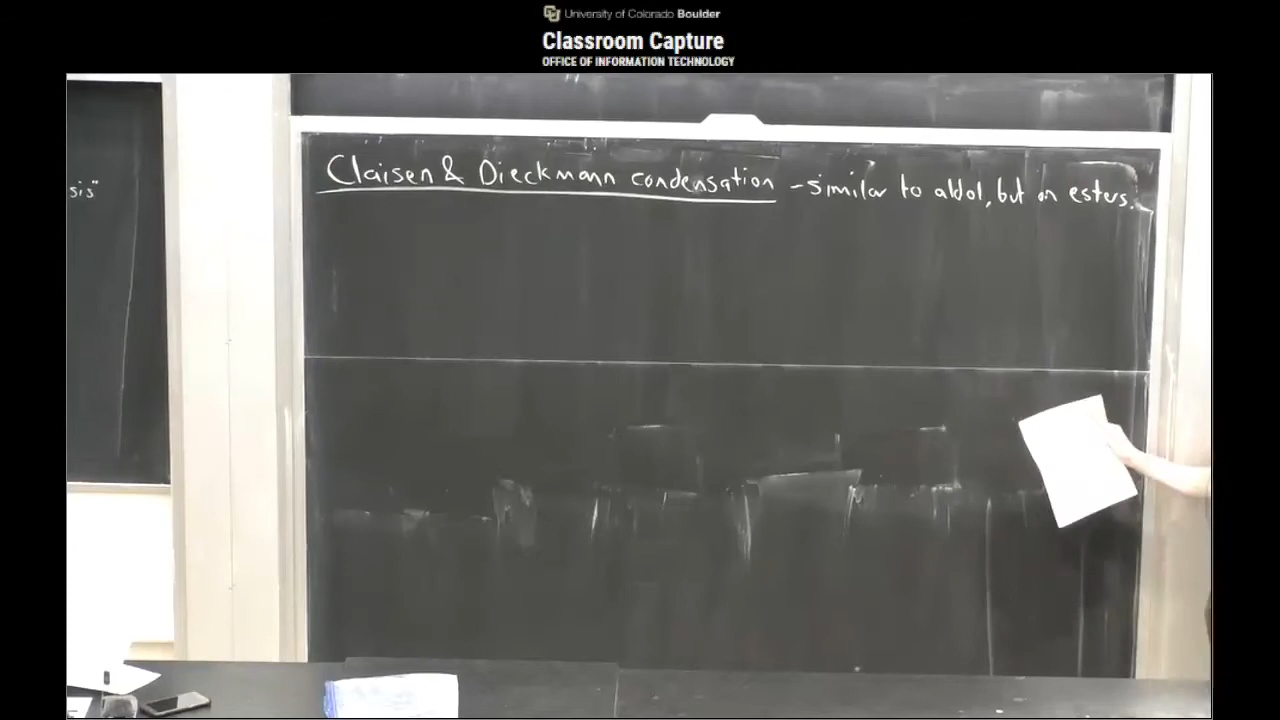 University of Colorado Boulder
Classroom Capture
OFFICE OF INFORMATION TECHNOLOGY
sis"
Claisen & Dieckmann condensation - similar to aldol, but on esters.